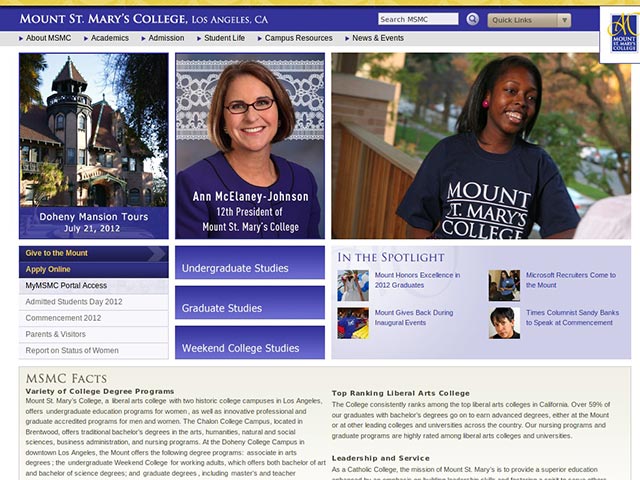 MOUNT ST. MARY'S COLLEGE, LOS ANGELES, CA
Search MSMC
Quick Links
MOUNT
ST. MARY'S
COLLEGE
About MSMC
Academics
Admission
Student Life
Campus Resources
News & Events
Doheny Mansion Tours
July 21, 2012
Ann McElaney-Johnson
12th President of
Mount St. Mary's College
MOUNT
ST. MARY'S
COLLEGE
Give to the Mount
Apply Online
MyMSMC Portal Access
Admitted Students Day 2012
Commencement 2012
Parents & Visitors
Report on Status of Women
Undergraduate Studies
Graduate Studies
Weekend College Studies
IN THE SPOTLIGHT
Mount Honors Excellence in
2012 Graduates
Microsoft Recruiters Come to
the Mount
Mount Gives Back During
Inaugural Events
Times Columnist Sandy Banks
to Speak at Commencement
MSMC FACTS
Variety of College Degree Programs
Mount St. Mary's College, a liberal arts college with two historic college campuses in Los Angeles,
offers undergraduate education programs for women, as well as innovative professional and
graduate accredited programs for men and women. The Chalon College Campus, located in
Brentwood, offers traditional bachelor's degrees in the arts, humanities, natural and social
sciences, business administration, and nursing programs. At the Doheny College Campus in
downtown Los Angeles, the Mount offers the following degree programs: associate in arts
degrees; the undergraduate Weekend College for working adults, which offers both bachelor of art
and bachelor of science degrees; and graduate degrees, including master's and teacher
Top Ranking Liberal Arts College
The College consistently ranks among the top liberal arts colleges in California. Over 59% of
our graduates with bachelor's degrees go on to earn advanced degrees, either at the Mount
or at other leading colleges and universities across the country. Our nursing programs and
graduate programs are highly rated among liberal arts colleges and universities.
Leadership and Service
As a Catholic College, the mission of Mount St. Mary's is to provide a superior education
enhanced by an emphasis on building leadership skills and fostering a spirit to serve others